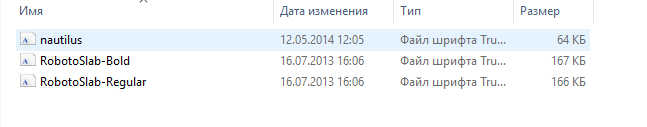 Имя Дата изменения Тип Размер
nautilus 12.05.2014 12:05 Файл шрифта Tru... 64 КБ
RobotoSlab-Bold 16.07.2013 16:06 Файл шрифта Tru... 167 КБ
RobotoSlab-Regular 16.07.2013 16:06 Файл шрифта Tru... 166 КБ